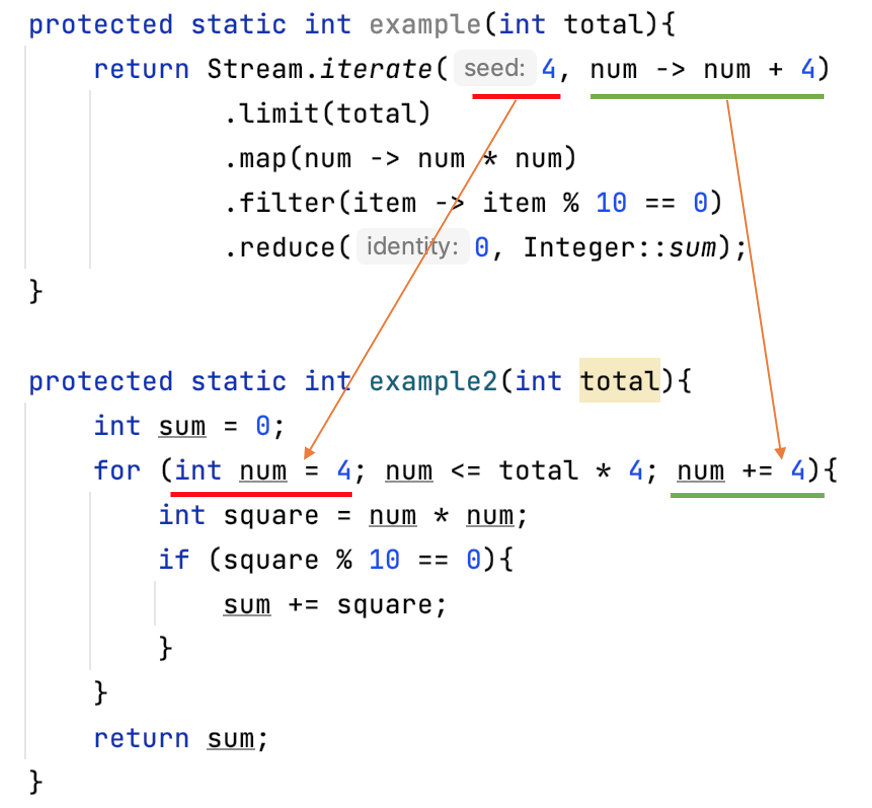 protected static int example(int total){
return Stream.iterate( seed: 4, num -> num + 4)
.limit(total)
.map(num -> num * num)
.filter(item -> item % 10 == 0)
.reduce( identity: 0, Integer::sum);
}
protected static int example2(int total){
int sum = 0;
for (int num = 4; num <= total * 4; num += 4){
int square = num * num;
if (square % 10 == 0){
sum += square;
}
}
return sum;
}